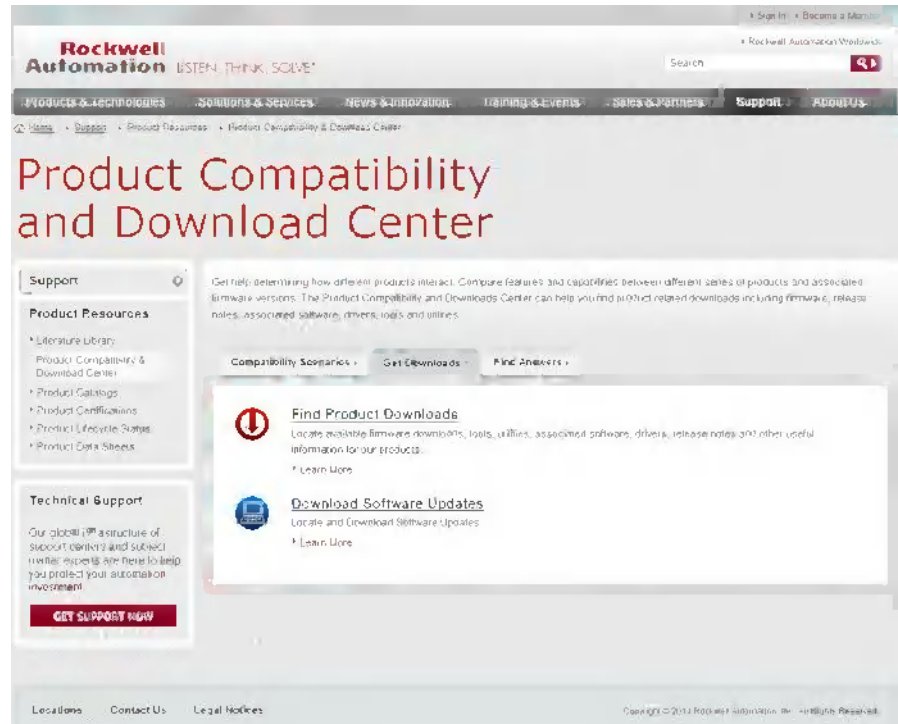 Sign In Become a Member
Rockwell Automation Worldwide
Rockwell
Automation LISTEN. THINK. SOLVE.®
Search
Products & Technologies Solutions & Services News & Innovation Training & Events Sales & Partners Support About Us
Home Support Product Resources Product Compatibility & Download Center
Product Compatibility
and Download Center
Support
Product Resources
Literature Library
Product Compatibility &
Download Center
Product Catalogs
Product Certifications
Product Lifecycle Status
Product Data Sheets
Technical Support
Our global
support centers and subject
matter experts are here to help
you protect your automation
investment
GET SUPPORT NOW
Get help determining how different products interact. Compare features and capabilities between different series of products and associated
firmware versions. The Product Compatibility and Downloads Center can help you find product related downloads including firmware, release
notes, associated software, drivers, tools and utilities.
Compatibility Scenarios Get Downloads Find Answers
Find Product Downloads
Locate available firmware downloads, tools, utilities, associated software, drivers, release notes and other useful
information for our products.
Learn More
Download Software Updates
Locate and Download Software Updates
Learn More
Locations Contact Us Legal Notices
Copyright © Rockwell Automation, Inc. All Rights Reserved.